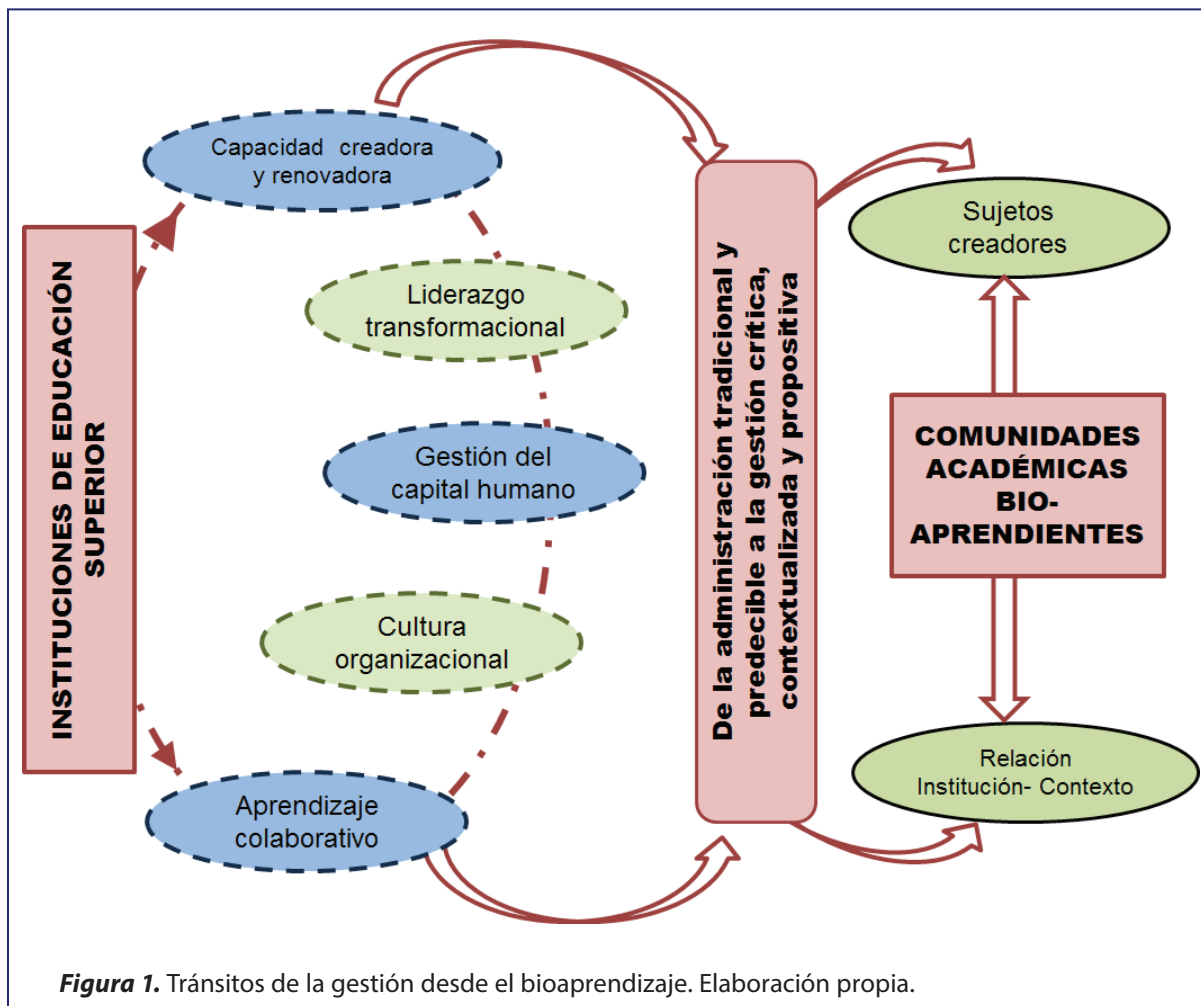 INSTITUCIONES DE EDUCACIÓN
SUPERIOR
Capacidad creadora
y renovadora
Liderazgo
transformacional
Gestión del
capital humano
Cultura
organizacional
Aprendizaje
colaborativo
De la administración tradicional y
predecible a la gestión crítica,
contextualizada y propositiva
Sujetos
creadores
COMUNIDADES
ACADÉMICAS
BIO-
APRENDIENTES
Relación
Institución- Contexto
Figura 1. Tránsitos de la gestión desde el bioaprendizaje. Elaboración propia.